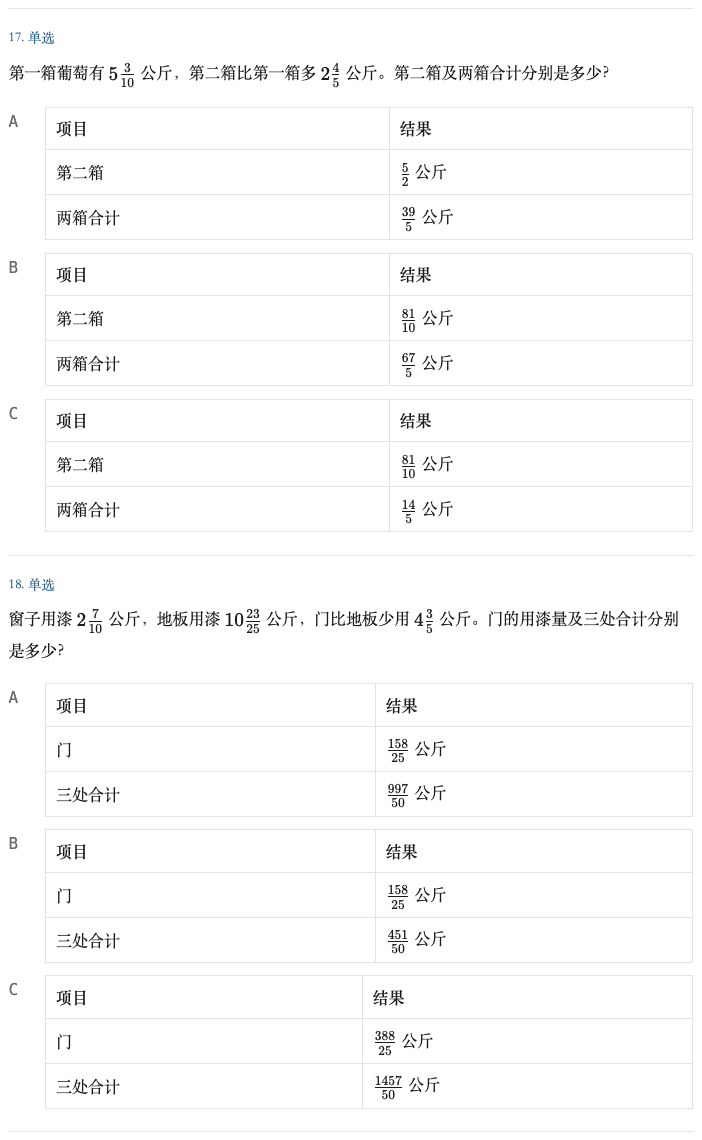 17. 单选
第一箱葡萄有 5 3/10 公斤，第二箱比第一箱多 2 4/5 公斤。第二箱及两箱合计分别是多少？
A
项目 结果
第二箱 5/2 公斤
两箱合计 39/5 公斤
B
项目 结果
第二箱 81/10 公斤
两箱合计 67/5 公斤
C
项目 结果
第二箱 81/10 公斤
两箱合计 14/5 公斤
18. 单选
窗子用漆 2 7/10 公斤，地板用漆 10 23/25 公斤，门比地板少用 4 3/5 公斤。门的用漆量及三处合计分别
是多少？
A
项目 结果
门 158/25 公斤
三处合计 997/50 公斤
B
项目 结果
门 158/25 公斤
三处合计 451/50 公斤
C
项目 结果
门 388/25 公斤
三处合计 1457/50 公斤